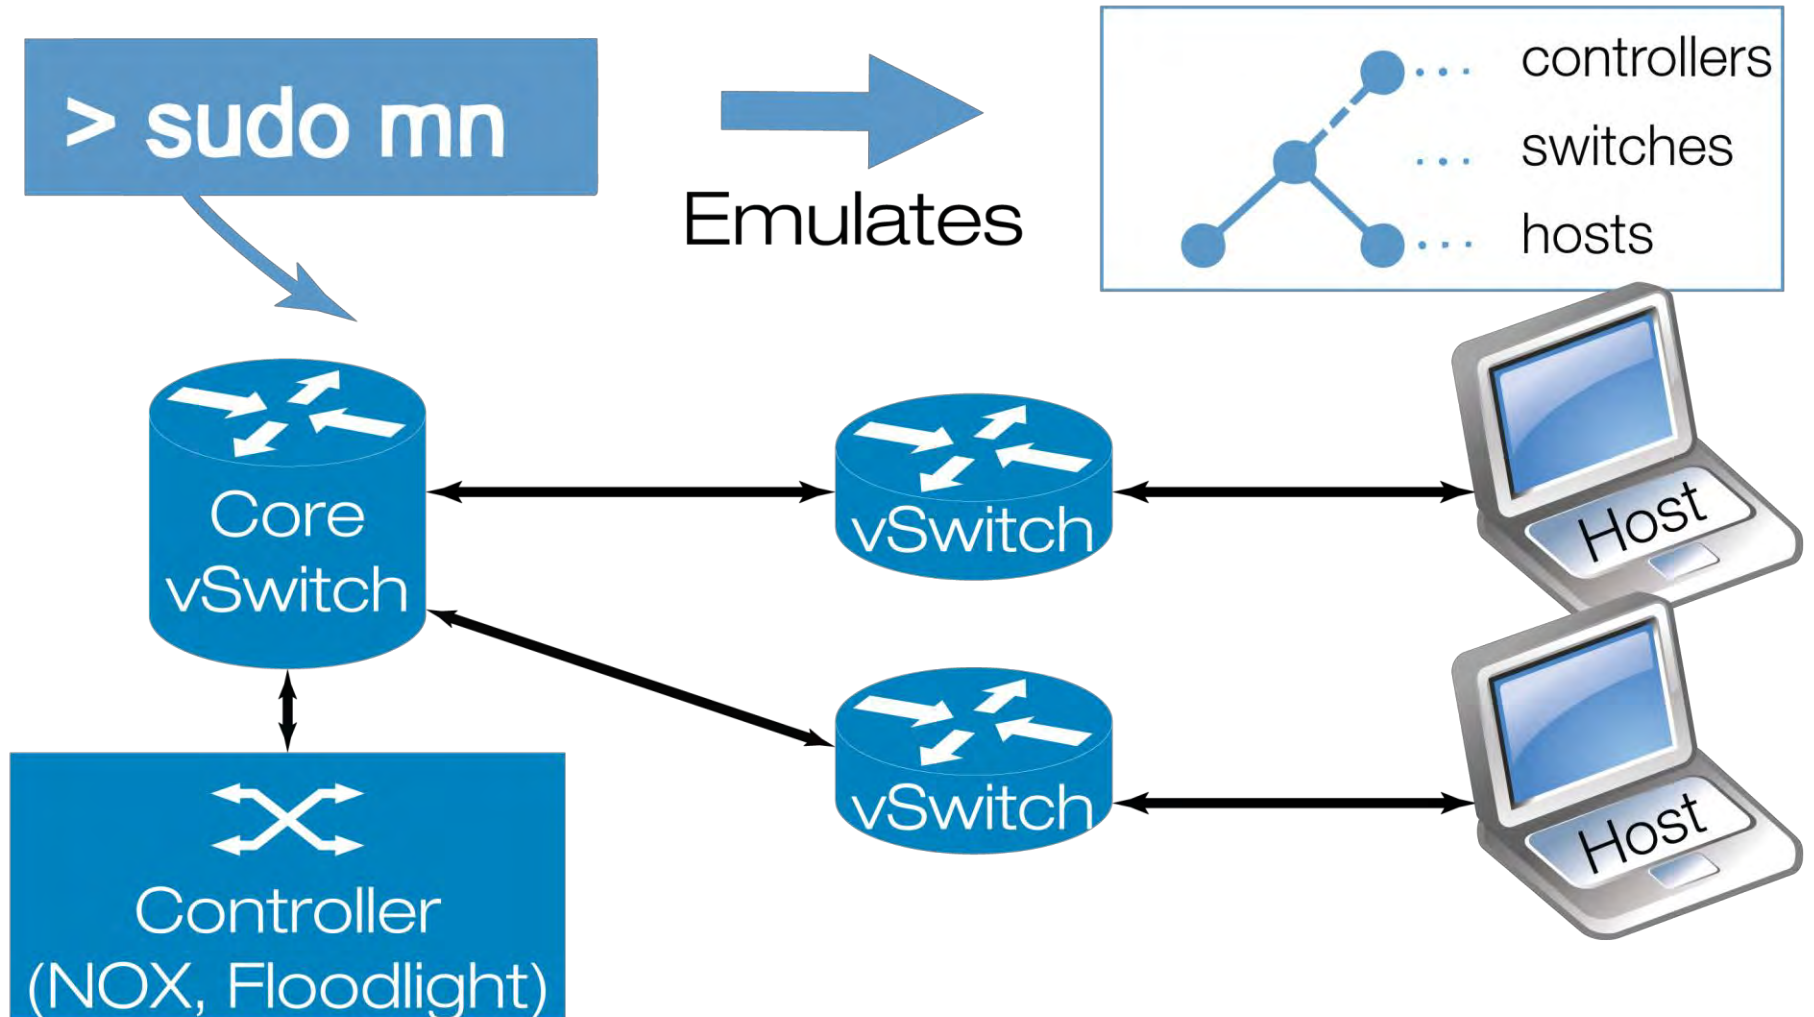 > sudo mn
Emulates
controllers
switches
hosts
Core
vSwitch
vSwitch
Host
vSwitch
Host
Controller
(NOX, Floodlight)